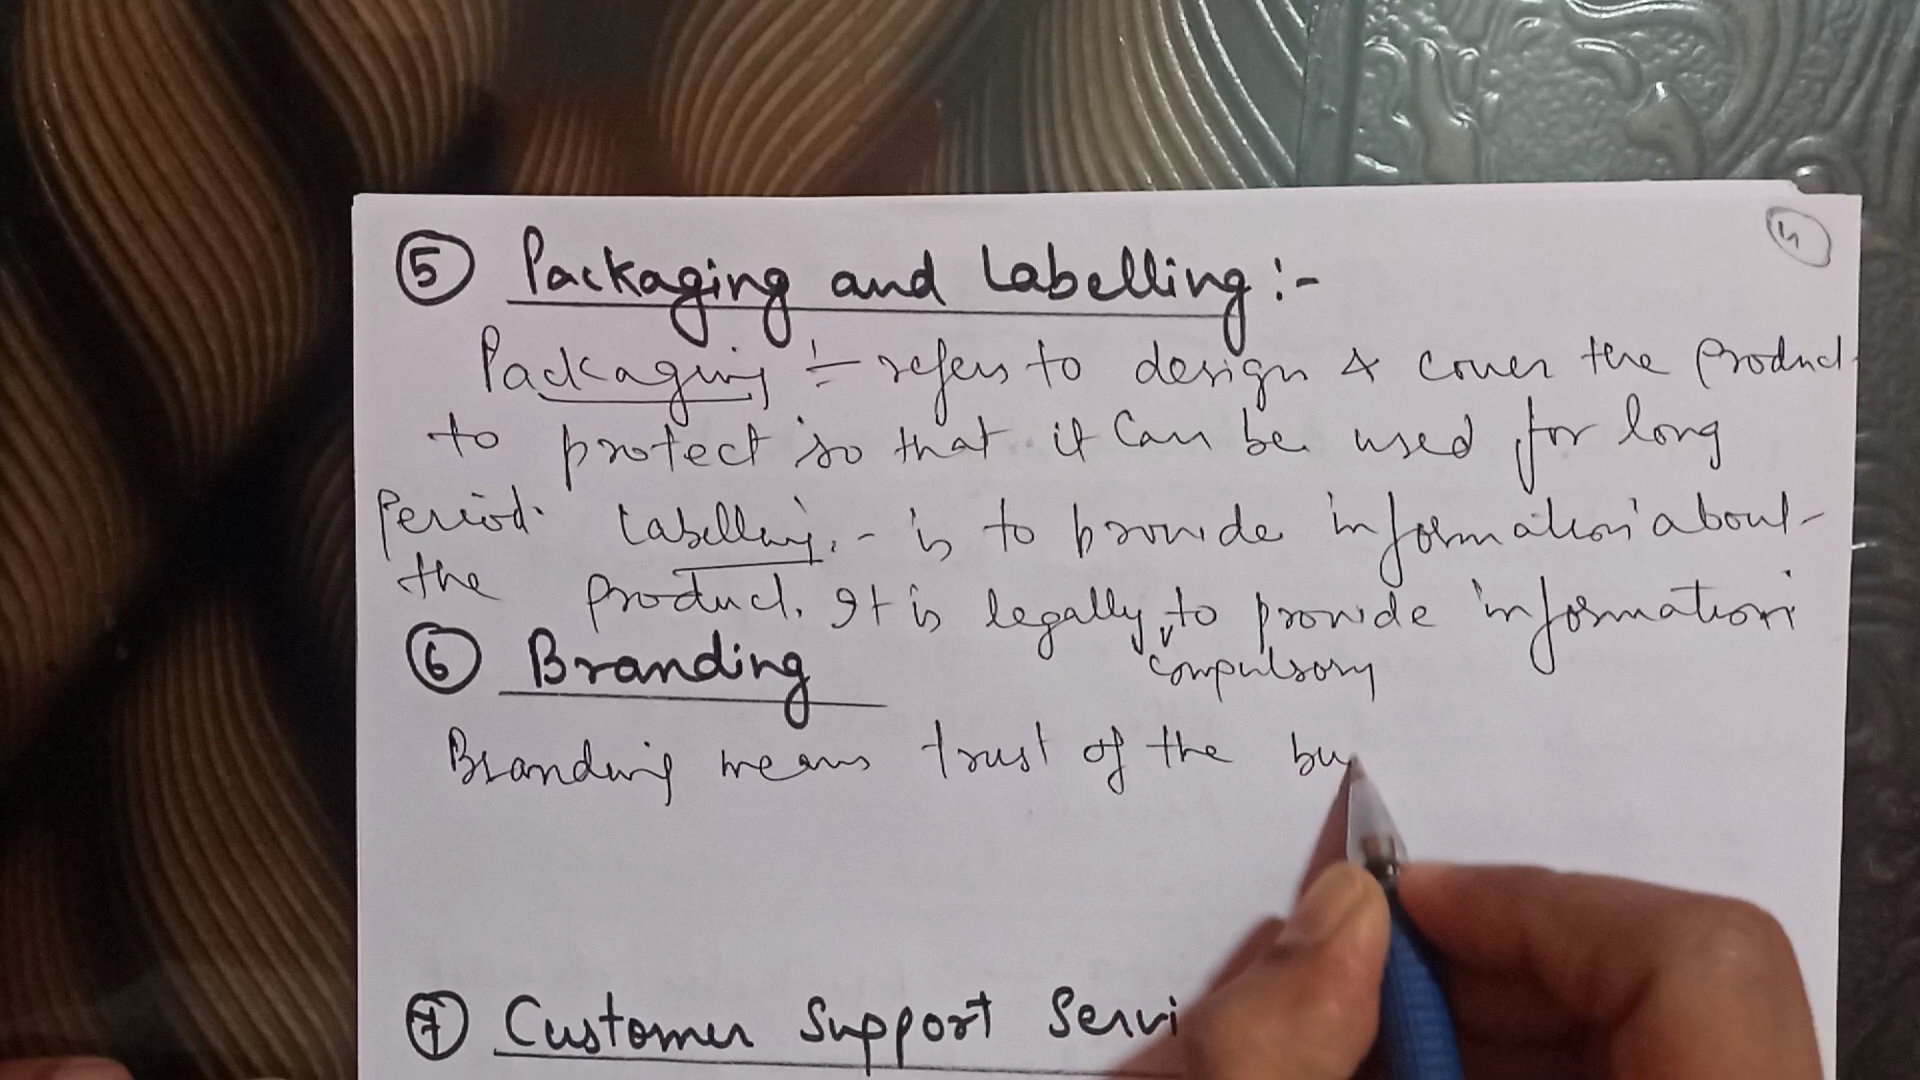 ⑤ Packaging and Labelling :-
Packaging :- refers to design & cover the Product
to protect so that it can be used for long
Period. Labelling :- is to provide information about
the Product. It is legally to provide information
compulsory
⑥ Branding
Branding means trust of the bu
⑦ Customer Support Servi